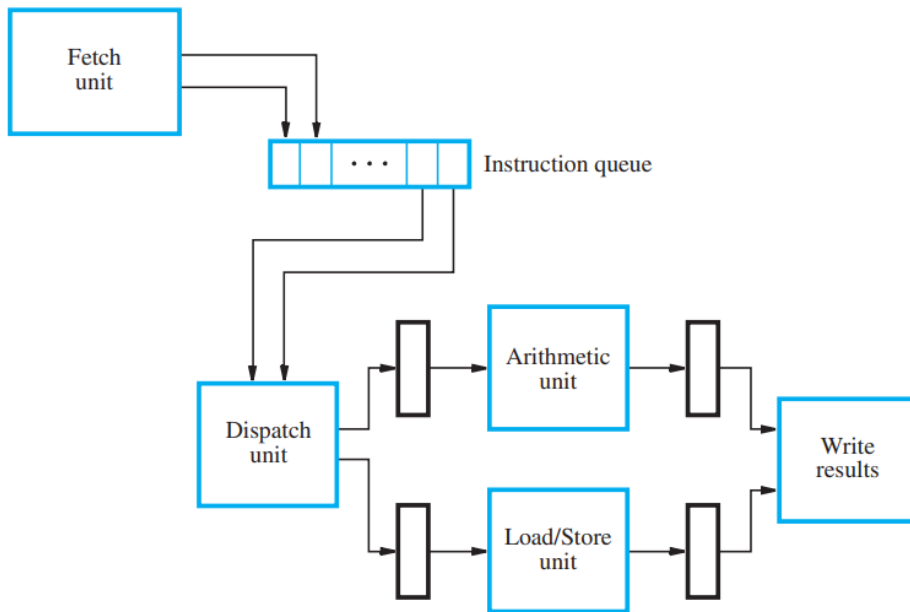 Fetch
unit
Instruction queue
Arithmetic
unit
Dispatch
unit
Write
results
Load/Store
unit